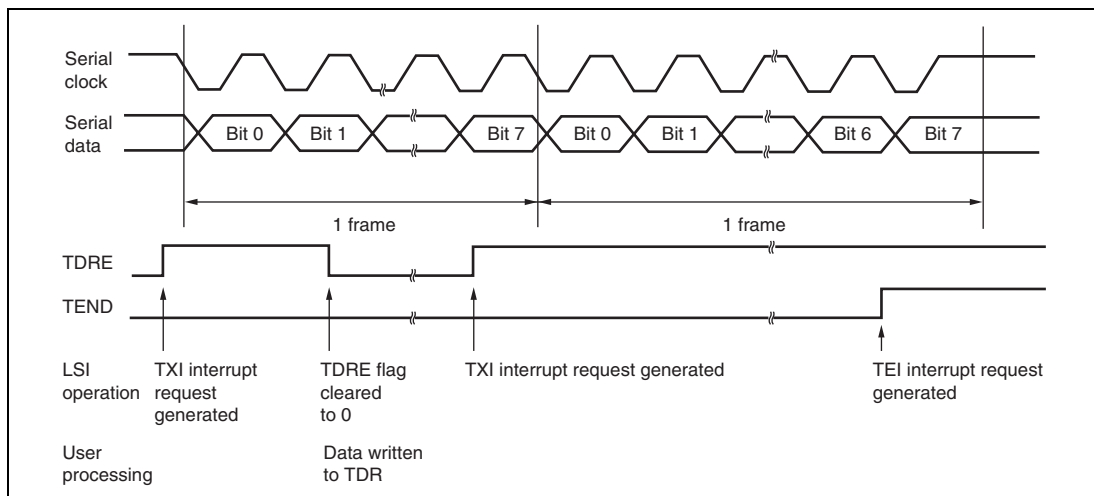 Serial
clock
Serial
data
Bit 0
Bit 1
Bit 7
Bit 0
Bit 1
Bit 6
Bit 7
1 frame
1 frame
TDRE
TEND
LSI
operation
TXI interrupt
request
generated
TDRE flag
cleared
to 0
TXI interrupt request generated
TEI interrupt request
generated
User
processing
Data written
to TDR